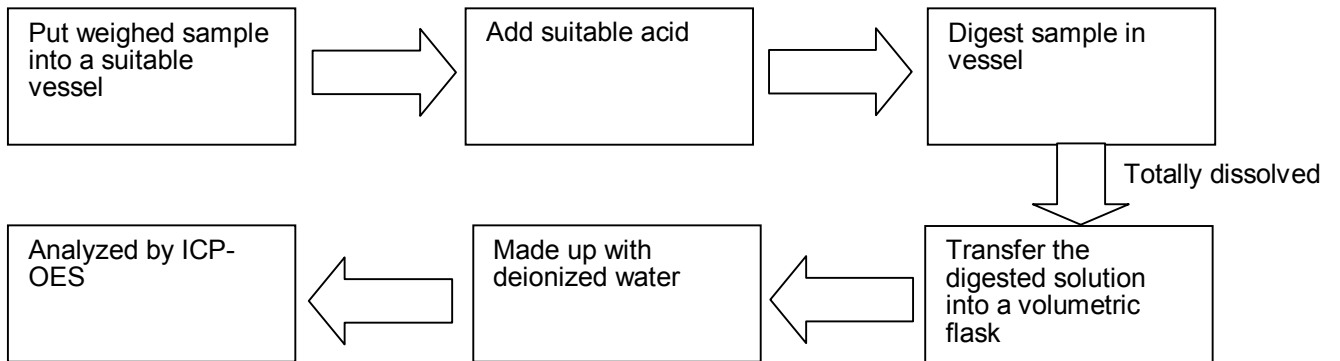 Put weighed sample
into a suitable
vessel
Add suitable acid
Digest sample in
vessel
Totally dissolved
Transfer the
digested solution
into a volumetric
flask
Made up with
deionized water
Analyzed by ICP-
OES